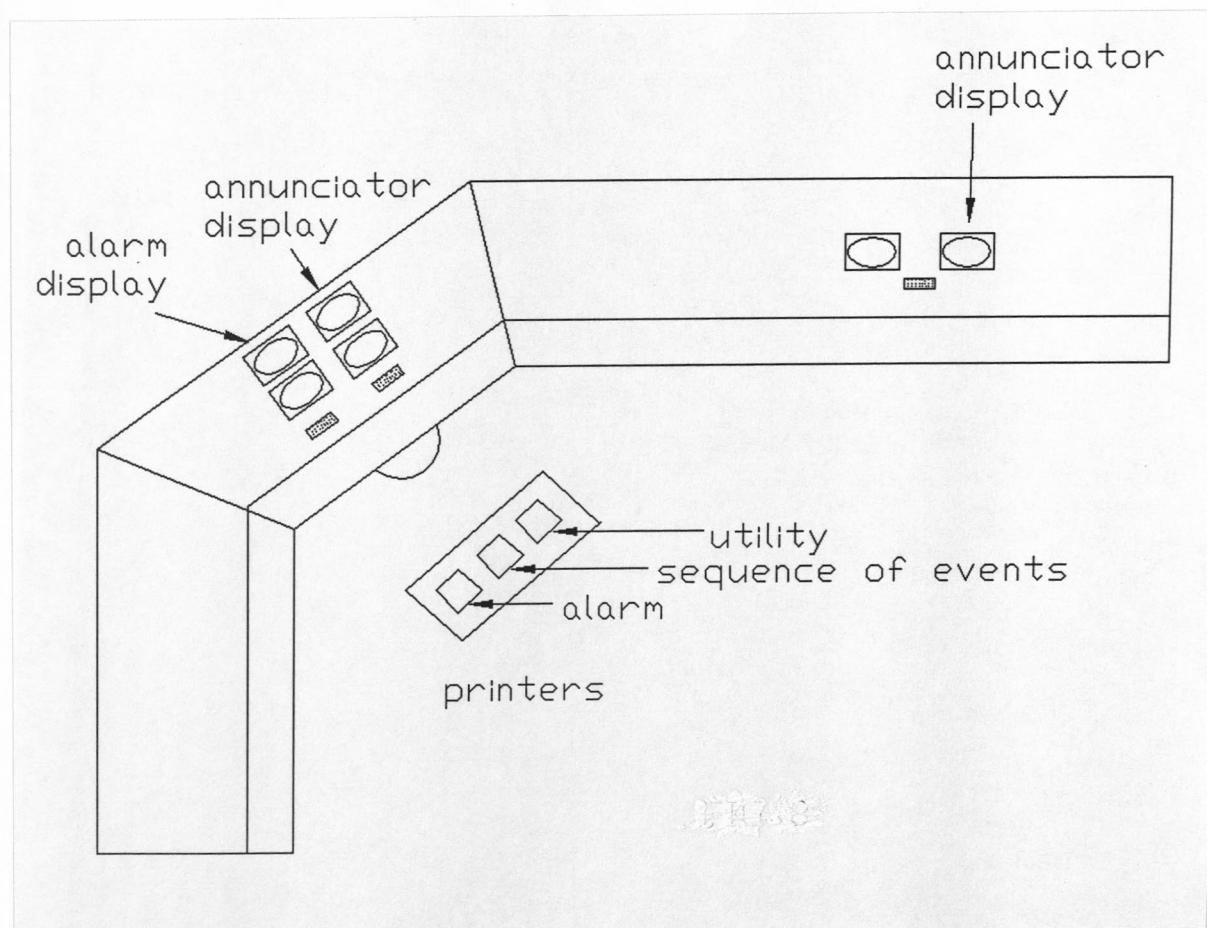 annunciator
display
annunciator
display
alarm
display
utility
sequence of events
alarm
printers